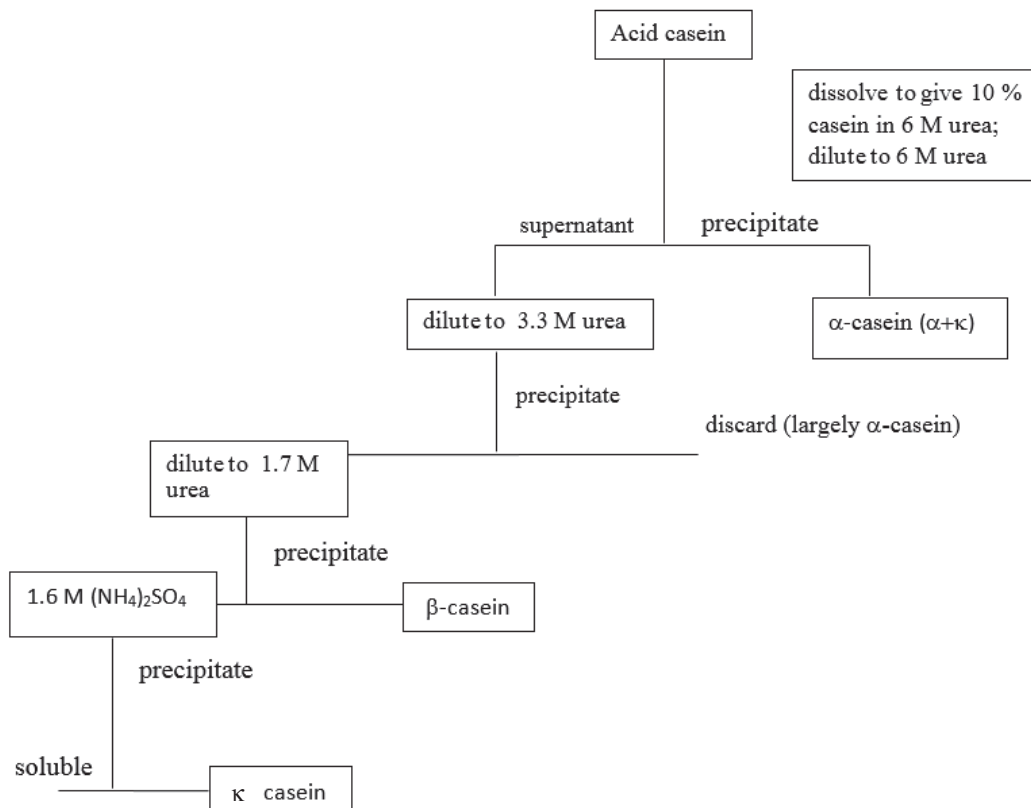 Acid casein
dissolve to give 10 %
casein in 6 M urea;
dilute to 6 M urea
supernatant
precipitate
dilute to 3.3 M urea
α-casein (α+κ)
precipitate
discard (largely α-casein)
dilute to 1.7 M
urea
precipitate
1.6 M (NH₄)₂SO₄
β-casein
precipitate
soluble
κ casein